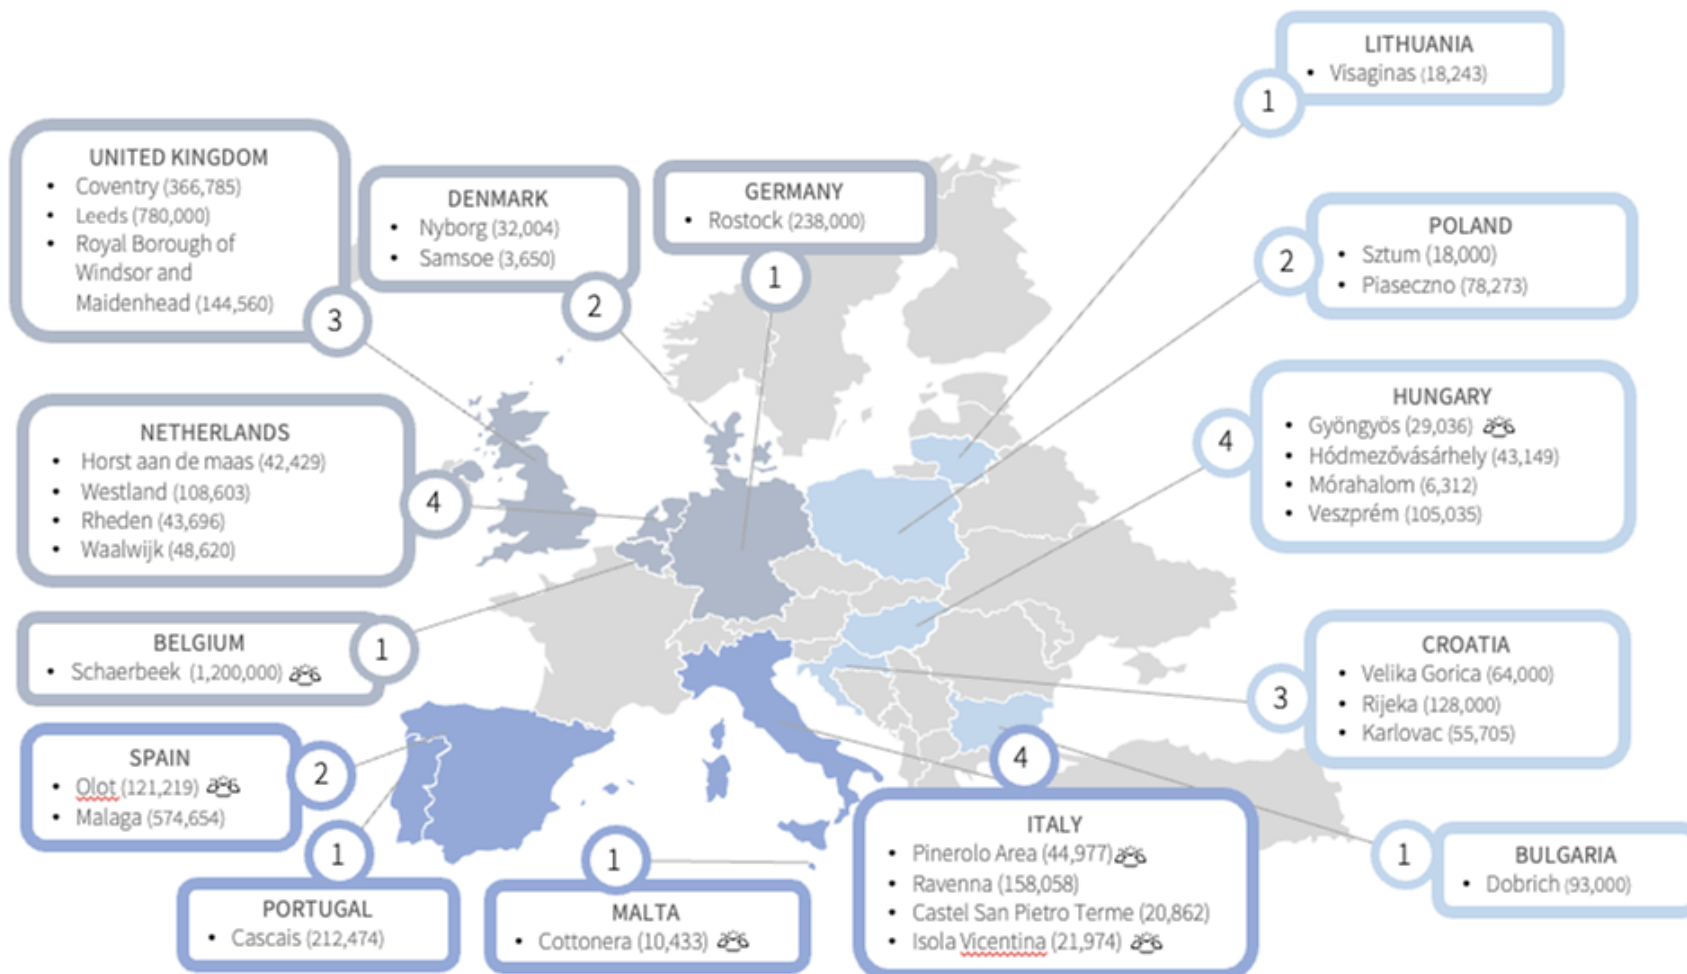 LITHUANIA
• Visaginas (18,243)
1
UNITED KINGDOM
• Coventry (366,785)
• Leeds (780,000)
• Royal Borough of
Windsor and
Maidenhead (144,560)
3
DENMARK
• Nyborg (32,004)
• Samsoe (3,650)
2
GERMANY
• Rostock (238,000)
1
POLAND
• Sztum (18,000)
• Piaseczno (78,273)
2
NETHERLANDS
• Horst aan de maas (42,429)
• Westland (108,603)
• Rheden (43,696)
• Waalwijk (48,620)
4
HUNGARY
• Gyöngyös (29,036)
• Hódmezővásárhely (43,149)
• Mórahalom (6,312)
• Veszprém (105,035)
4
BELGIUM
• Schaerbeek (1,200,000)
1
CROATIA
• Velika Gorica (64,000)
• Rijeka (128,000)
• Karlovac (55,705)
3
SPAIN
• Olot (121,219)
• Malaga (574,654)
2
PORTUGAL
• Cascais (212,474)
1
MALTA
• Cottonera (10,433)
1
ITALY
• Pinerolo Area (44,977)
• Ravenna (158,058)
• Castel San Pietro Terme (20,862)
• Isola Vicentina (21,974)
4
BULGARIA
• Dobrich (93,000)
1